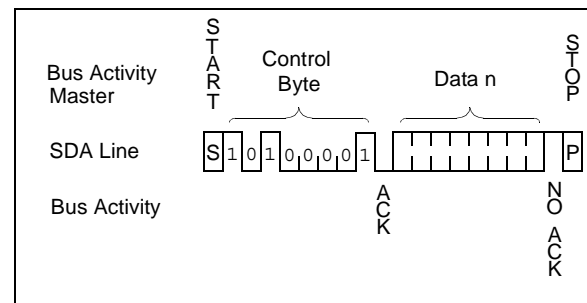 START
STOP
Bus Activity
Master
Control
Byte
Data n
SDA Line
S 1 0 1 0 0 0 0 1
P
Bus Activity
ACK
NO ACK